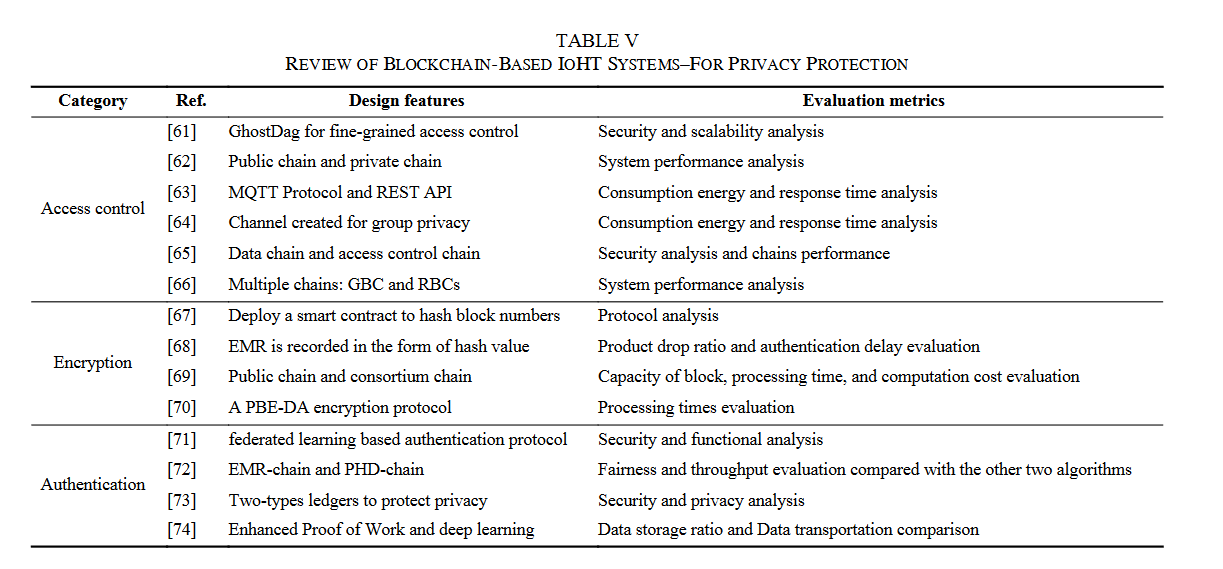 TABLE V
REVIEW OF BLOCKCHAIN-BASED IOHT SYSTEMS–FOR PRIVACY PROTECTION
Category Ref. Design features Evaluation metrics
[61] GhostDag for fine-grained access control Security and scalability analysis
[62] Public chain and private chain System performance analysis
[63] MQTT Protocol and REST API Consumption energy and response time analysis
Access control
[64] Channel created for group privacy Consumption energy and response time analysis
[65] Data chain and access control chain Security analysis and chains performance
[66] Multiple chains: GBC and RBCs System performance analysis
[67] Deploy a smart contract to hash block numbers Protocol analysis
[68] EMR is recorded in the form of hash value Product drop ratio and authentication delay evaluation
Encryption
[69] Public chain and consortium chain Capacity of block, processing time, and computation cost evaluation
[70] A PBE-DA encryption protocol Processing times evaluation
[71] federated learning based authentication protocol Security and functional analysis
[72] EMR-chain and PHD-chain Fairness and throughput evaluation compared with the other two algorithms
Authentication
[73] Two-types ledgers to protect privacy Security and privacy analysis
[74] Enhanced Proof of Work and deep learning Data storage ratio and Data transportation comparison